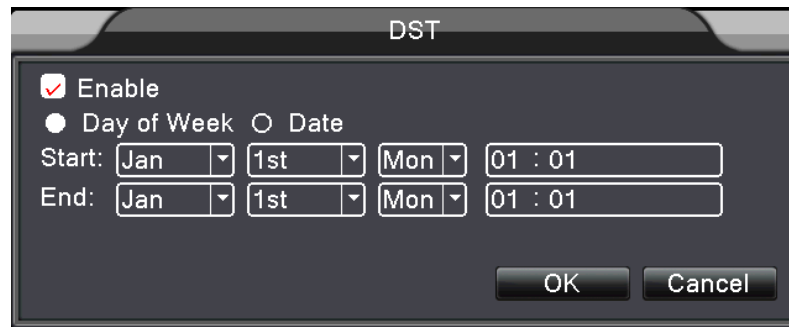 DST
Enable
Day of Week Date
Start: Jan 1st Mon 01 : 01
End: Jan 1st Mon 01 : 01
OK Cancel